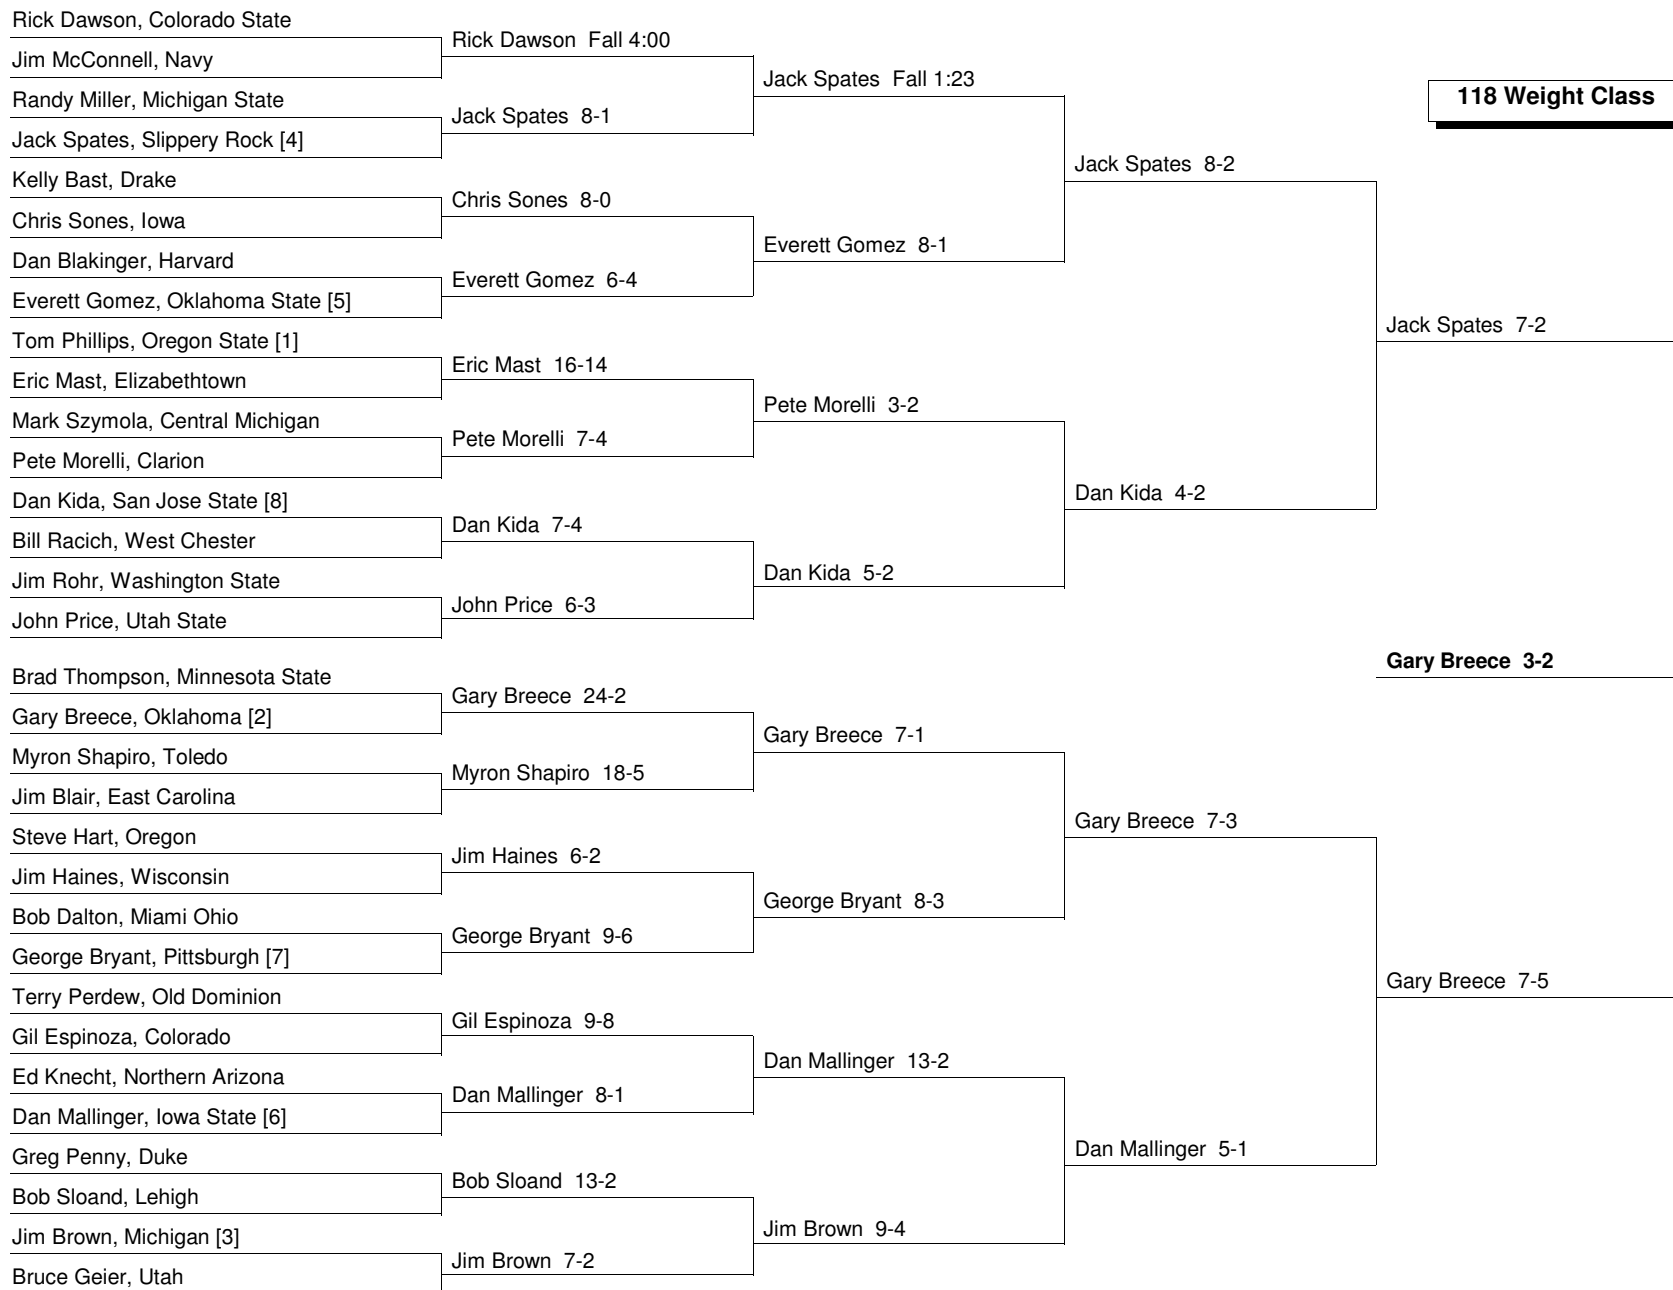 Rick Dawson, Colorado State
Jim McConnell, Navy
Randy Miller, Michigan State
Jack Spates, Slippery Rock [4]
Kelly Bast, Drake
Chris Sones, Iowa
Dan Blakinger, Harvard
Everett Gomez, Oklahoma State [5]
Tom Phillips, Oregon State [1]
Eric Mast, Elizabethtown
Mark Szymola, Central Michigan
Pete Morelli, Clarion
Dan Kida, San Jose State [8]
Bill Racich, West Chester
Jim Rohr, Washington State
John Price, Utah State
Brad Thompson, Minnesota State
Gary Breece, Oklahoma [2]
Myron Shapiro, Toledo
Jim Blair, East Carolina
Steve Hart, Oregon
Jim Haines, Wisconsin
Bob Dalton, Miami Ohio
George Bryant, Pittsburgh [7]
Terry Perdew, Old Dominion
Gil Espinoza, Colorado
Ed Knecht, Northern Arizona
Dan Mallinger, Iowa State [6]
Greg Penny, Duke
Bob Sloand, Lehigh
Jim Brown, Michigan [3]
Bruce Geier, Utah
Rick Dawson Fall 4:00
Jack Spates 8-1
Chris Sones 8-0
Everett Gomez 6-4
Eric Mast 16-14
Pete Morelli 7-4
Dan Kida 7-4
John Price 6-3
Gary Breece 24-2
Myron Shapiro 18-5
Jim Haines 6-2
George Bryant 9-6
Gil Espinoza 9-8
Dan Mallinger 8-1
Bob Sloand 13-2
Jim Brown 7-2
Jack Spates Fall 1:23
Everett Gomez 8-1
Pete Morelli 3-2
Dan Kida 5-2
Gary Breece 7-1
George Bryant 8-3
Dan Mallinger 13-2
Jim Brown 9-4
Jack Spates 8-2
Dan Kida 4-2
Gary Breece 7-3
Dan Mallinger 5-1
118 Weight Class
Jack Spates 7-2
Gary Breece 3-2
Gary Breece 7-5